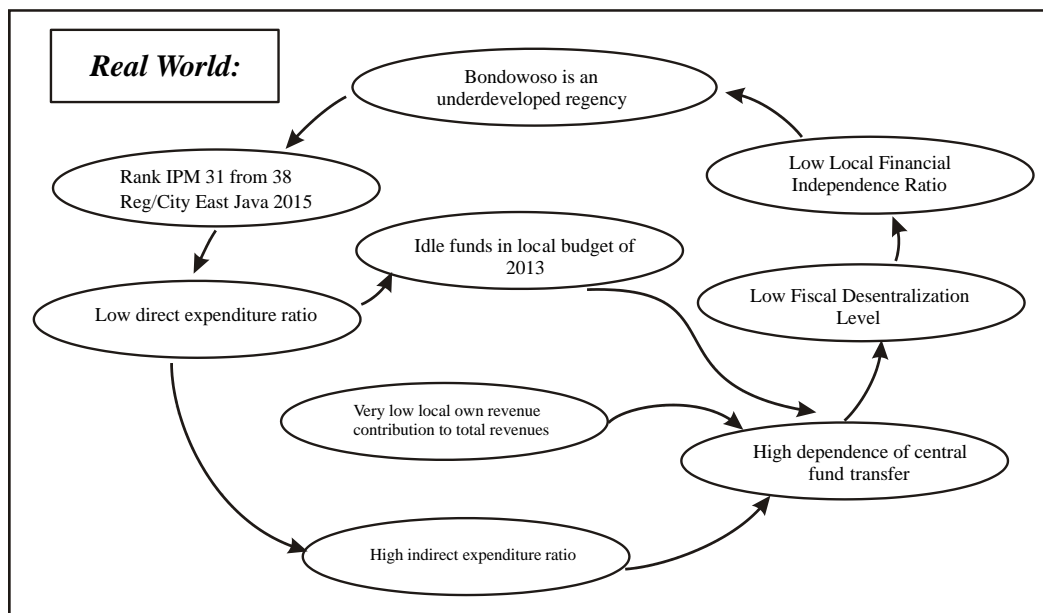 Real World:
Bondowoso is an
underdeveloped regency
Rank IPM 31 from 38
Reg/City East Java 2015
Low Local Financial
Independence Ratio
Idle funds in local budget of
2013
Low direct expenditure ratio
Low Fiscal Desentralization
Level
Very low local own revenue
contribution to total revenues
High dependence of central
fund transfer
High indirect expenditure ratio